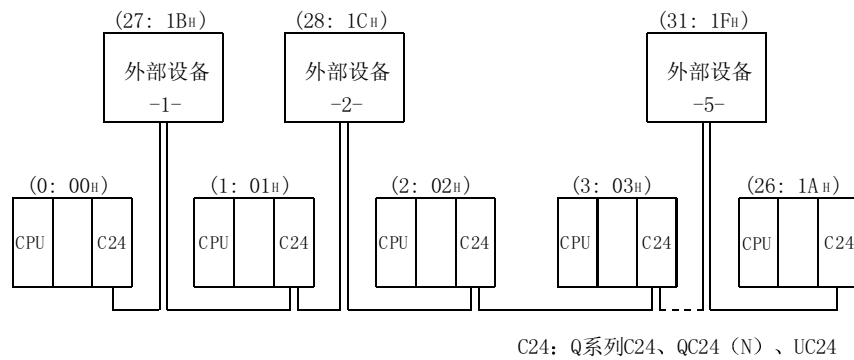 (27: 1BH)
(28: 1CH)
(31: 1FH)
外部设备
-1-
外部设备
-2-
外部设备
-5-
(0: 00H)
(1: 01H)
(2: 02H)
(3: 03H)
(26: 1AH)
CPU C24
CPU C24
CPU C24
CPU C24
CPU C24
C24: Q系列C24、QC24（N）、UC24